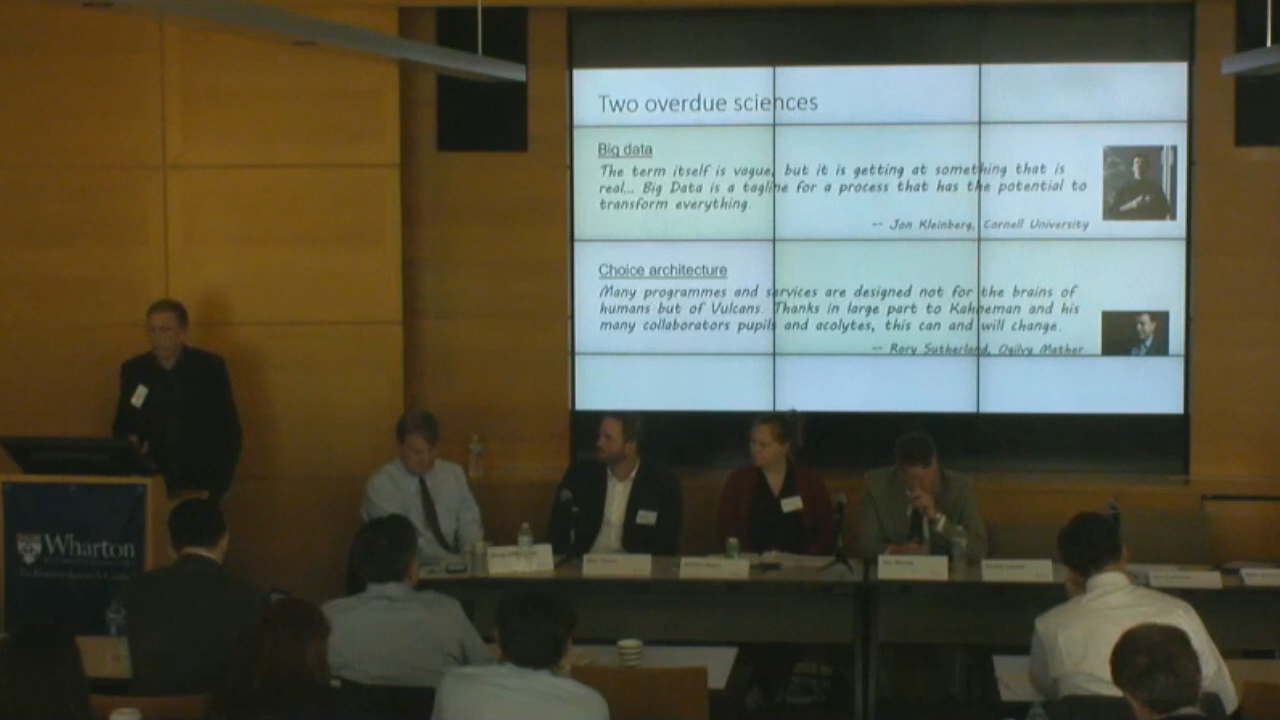 Two overdue sciences
Big data
The term itself is vague, but it is getting at something that is
real... Big Data is a tagline for a process that has the potential to
transform everything.
-- Jon Kleinberg, Cornell University
Choice architecture
Many programmes and services are designed not for the brains of
humans but of Vulcans. Thanks in large part to Kahneman and his
many collaborators pupils and acolytes, this can and will change.
-- Rory Sutherland, Ogilvy Mather
Wharton